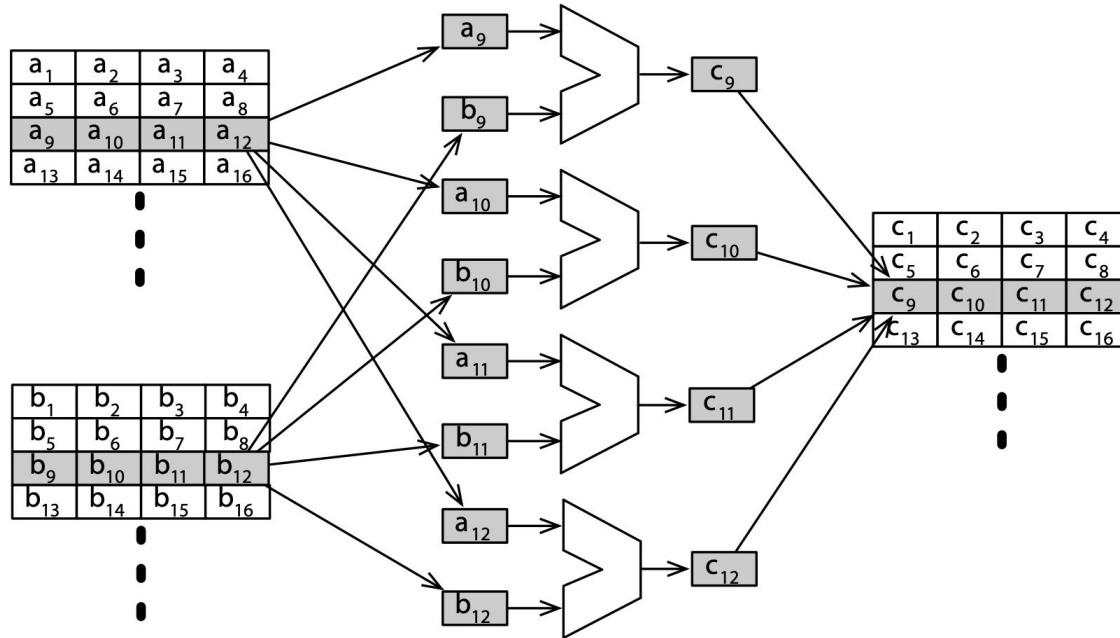 a₁ a₂ a₃ a₄
a₅ a₆ a₇ a₈
a₉ a₁₀ a₁₁ a₁₂
a₁₃ a₁₄ a₁₅ a₁₆
b₁ b₂ b₃ b₄
b₅ b₆ b₇ b₈
b₉ b₁₀ b₁₁ b₁₂
b₁₃ b₁₄ b₁₅ b₁₆
a₉
b₉
a₁₀
b₁₀
a₁₁
b₁₁
a₁₂
b₁₂
c₉
c₁₀
c₁₁
c₁₂
c₁ c₂ c₃ c₄
c₅ c₆ c₇ c₈
c₉ c₁₀ c₁₁ c₁₂
c₁₃ c₁₄ c₁₅ c₁₆